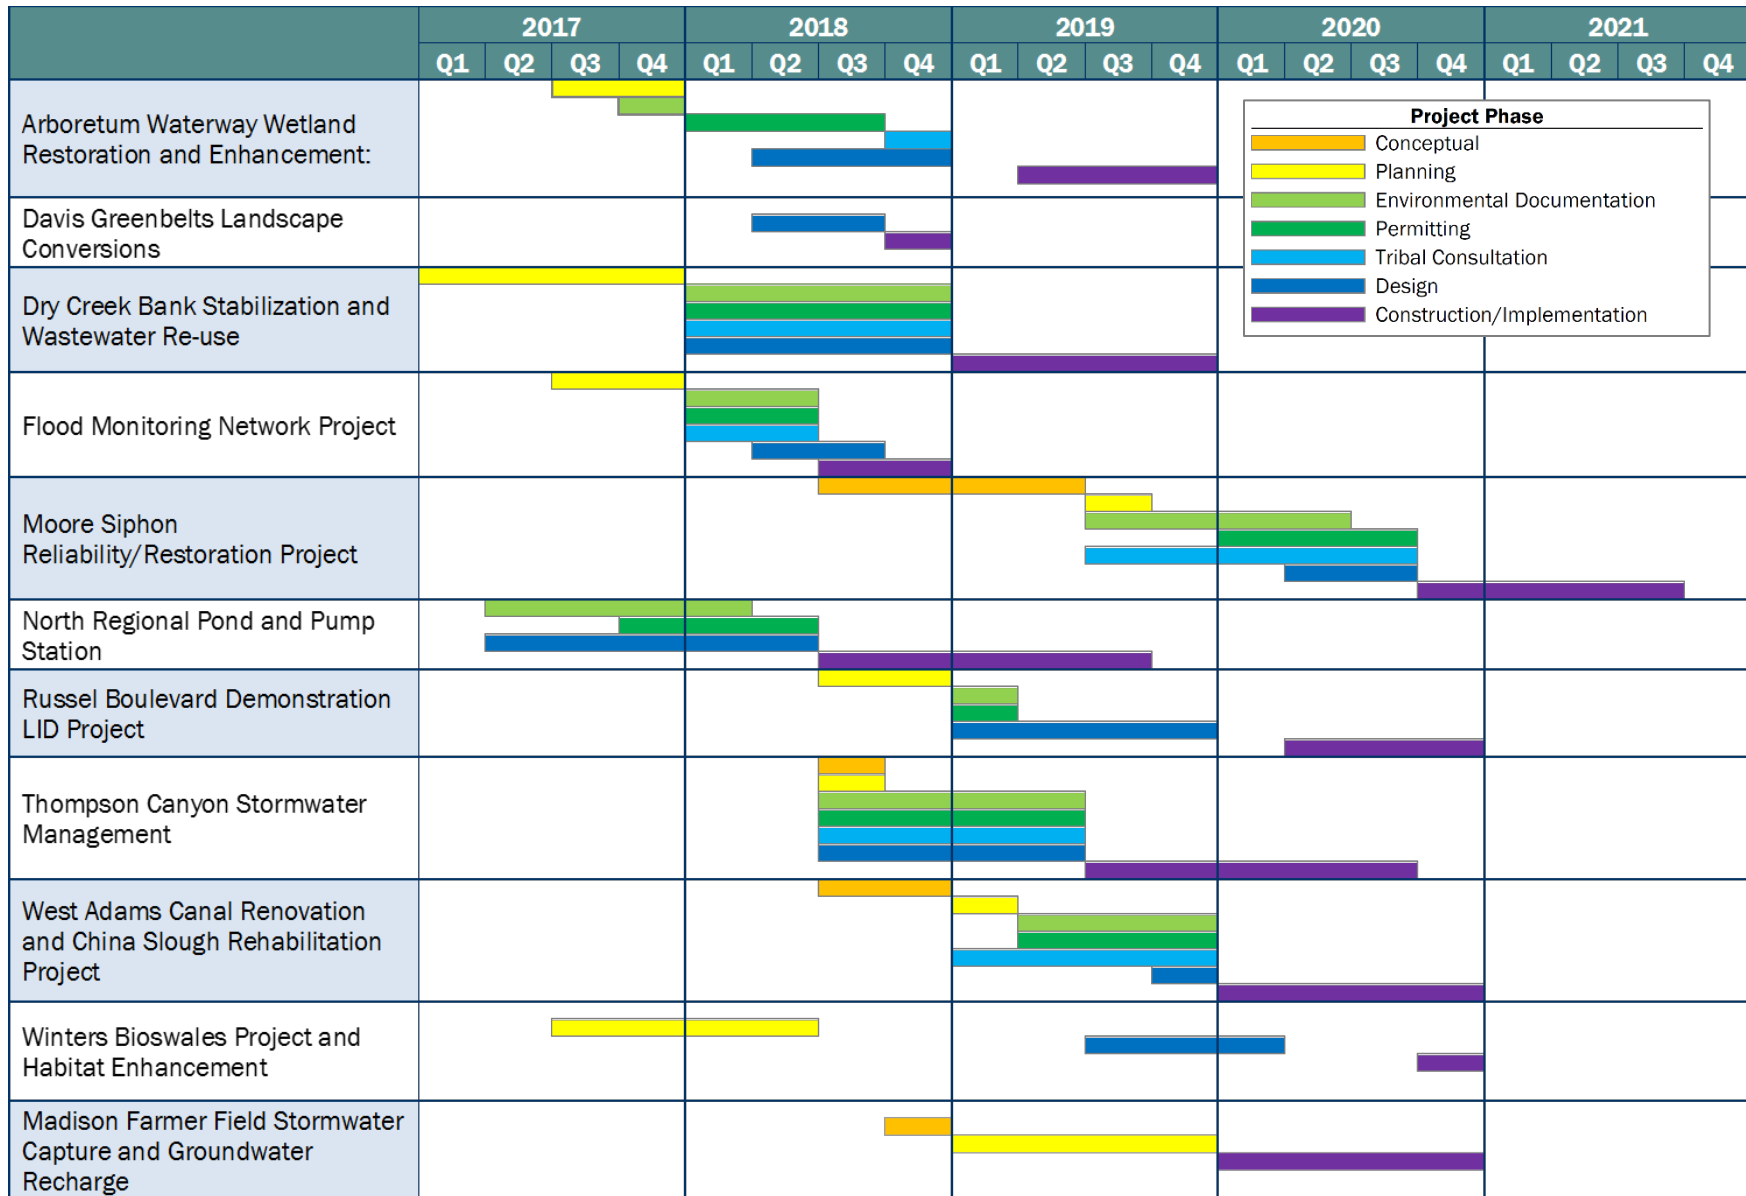 2017 2018 2019 2020 2021
Q1 Q2 Q3 Q4 Q1 Q2 Q3 Q4 Q1 Q2 Q3 Q4 Q1 Q2 Q3 Q4 Q1 Q2 Q3 Q4
Arboretum Waterway Wetland
Restoration and Enhancement:
Project Phase
Conceptual
Planning
Environmental Documentation
Permitting
Tribal Consultation
Design
Construction/Implementation
Davis Greenbelts Landscape
Conversions
Dry Creek Bank Stabilization and
Wastewater Re-use
Flood Monitoring Network Project
Moore Siphon
Reliability/Restoration Project
North Regional Pond and Pump
Station
Russel Boulevard Demonstration
LID Project
Thompson Canyon Stormwater
Management
West Adams Canal Renovation
and China Slough Rehabilitation
Project
Winters Bioswales Project and
Habitat Enhancement
Madison Farmer Field Stormwater
Capture and Groundwater
Recharge